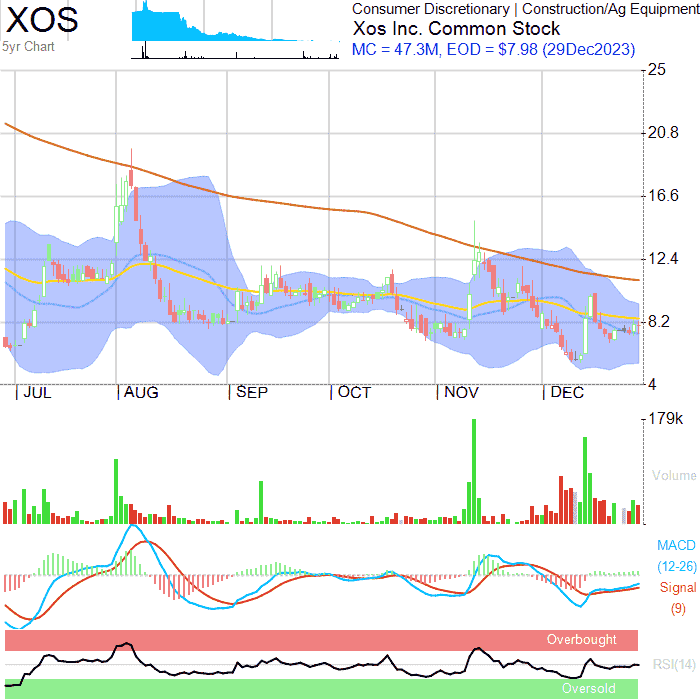 XOS
5yr Chart
Consumer Discretionary | Construction/Ag Equipment
Xos Inc. Common Stock
MC = 47.3M, EOD = $7.98 (29Dec2023)
25
20.8
16.6
12.4
8.2
4
JUL AUG SEP OCT NOV DEC
179k
Volume
MACD
(12-26)
Signal
(9)
Overbought
RSI(14)
Oversold